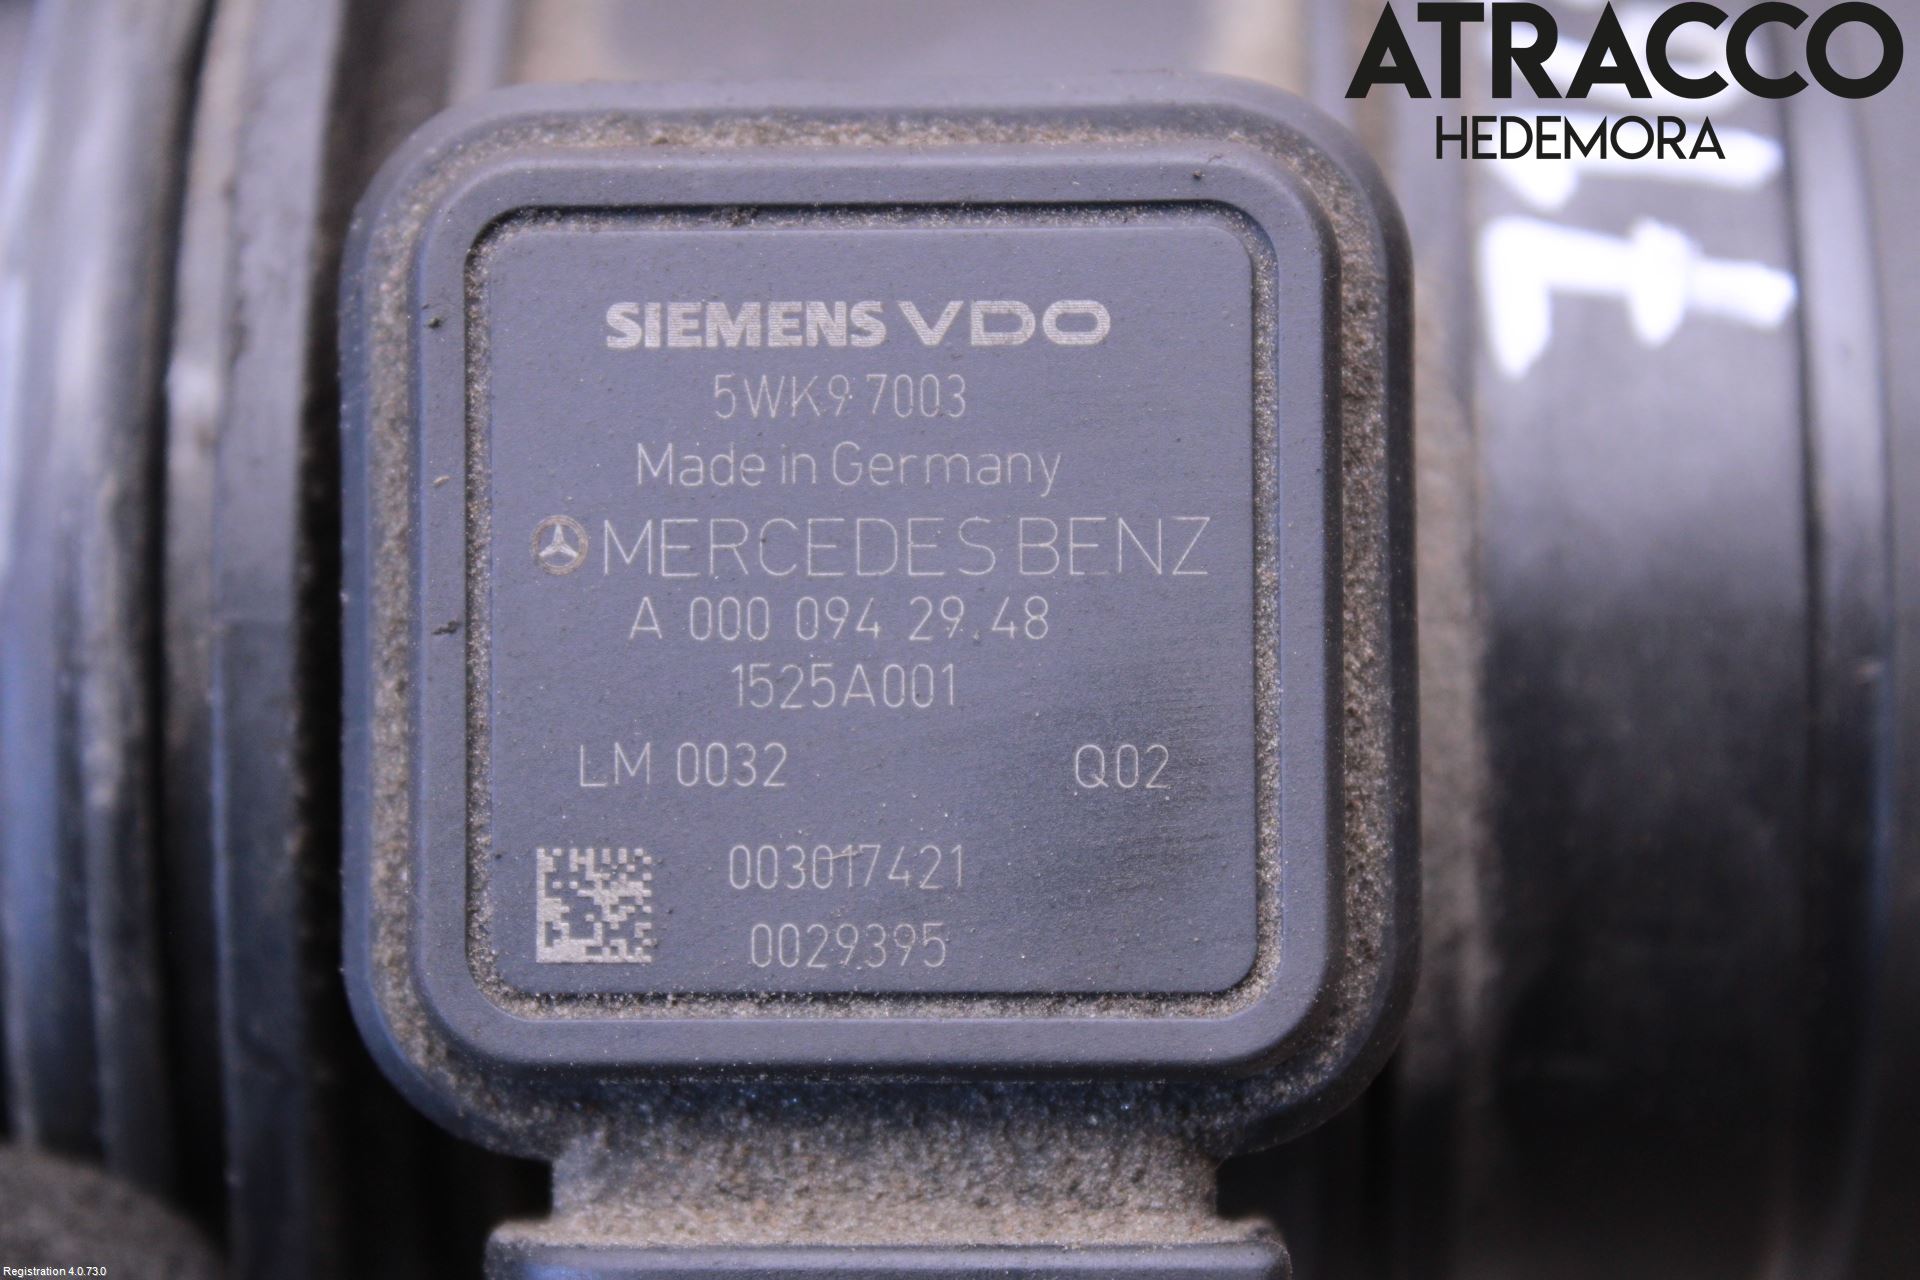 ATRACCO
HEDEMORA
SIEMENS VDO
5WK9 7003
Made in Germany
MERCEDES BENZ
A 000 094 29.48
1525A001
LM 0032 Q02
003017421
0029395
Registration 4.0.73.0